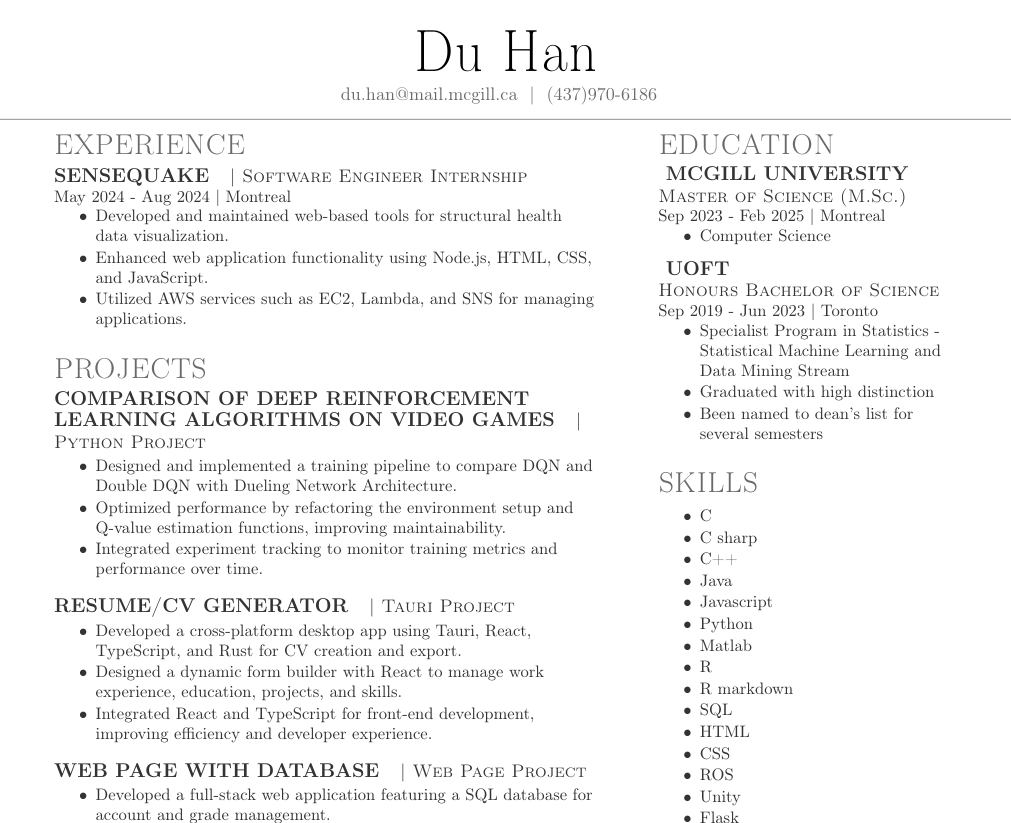 Du Han
du.han@mail.mcgill.ca | (437)970-6186
EXPERIENCE
SENSEQUAKE | Software Engineer Internship
May 2024 - Aug 2024 | Montreal
• Developed and maintained web-based tools for structural health
data visualization.
• Enhanced web application functionality using Node.js, HTML, CSS,
and JavaScript.
• Utilized AWS services such as EC2, Lambda, and SNS for managing
applications.
PROJECTS
COMPARISON OF DEEP REINFORCEMENT
LEARNING ALGORITHMS ON VIDEO GAMES |
Python Project
• Designed and implemented a training pipeline to compare DQN and
Double DQN with Dueling Network Architecture.
• Optimized performance by refactoring the environment setup and
Q-value estimation functions, improving maintainability.
• Integrated experiment tracking to monitor training metrics and
performance over time.
RESUME/CV GENERATOR | Tauri Project
• Developed a cross-platform desktop app using Tauri, React,
TypeScript, and Rust for CV creation and export.
• Designed a dynamic form builder with React to manage work
experience, education, projects, and skills.
• Integrated React and TypeScript for front-end development,
improving efficiency and developer experience.
WEB PAGE WITH DATABASE | Web Page Project
• Developed a full-stack web application featuring a SQL database for
account and grade management.
EDUCATION
MCGILL UNIVERSITY
Master of Science (M.Sc.)
Sep 2023 - Feb 2025 | Montreal
• Computer Science
UOFT
Honours Bachelor of Science
Sep 2019 - Jun 2023 | Toronto
• Specialist Program in Statistics -
Statistical Machine Learning and
Data Mining Stream
• Graduated with high distinction
• Been named to dean's list for
several semesters
SKILLS
• C
• C sharp
• C++
• Java
• Javascript
• Python
• Matlab
• R
• R markdown
• SQL
• HTML
• CSS
• ROS
• Unity
• Flask